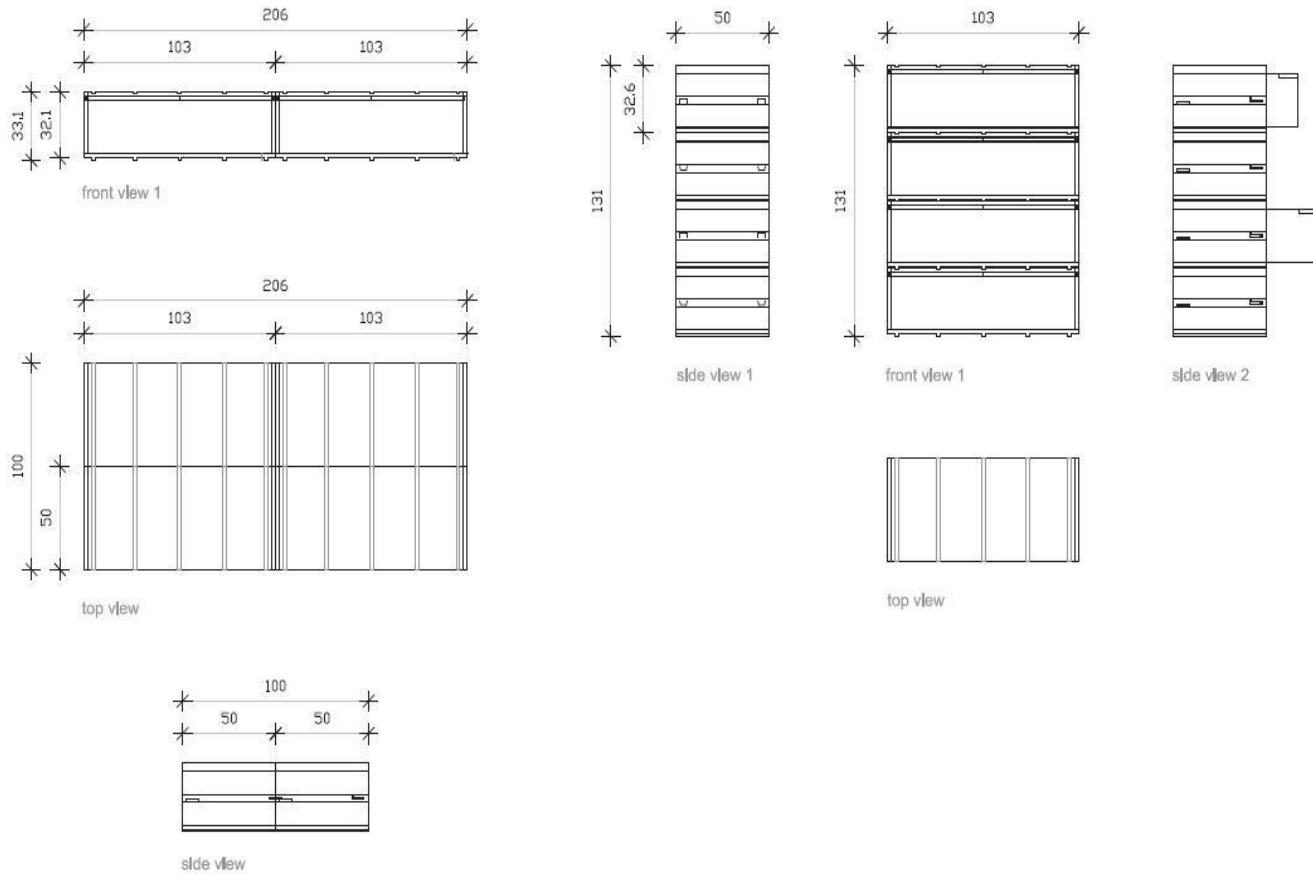 206
103 103
33.1
32.1
front view 1
206
103 103
100
50
top view
100
50 50
side view
50
32.6
131
side view 1
103
131
front view 1
side view 2
top view